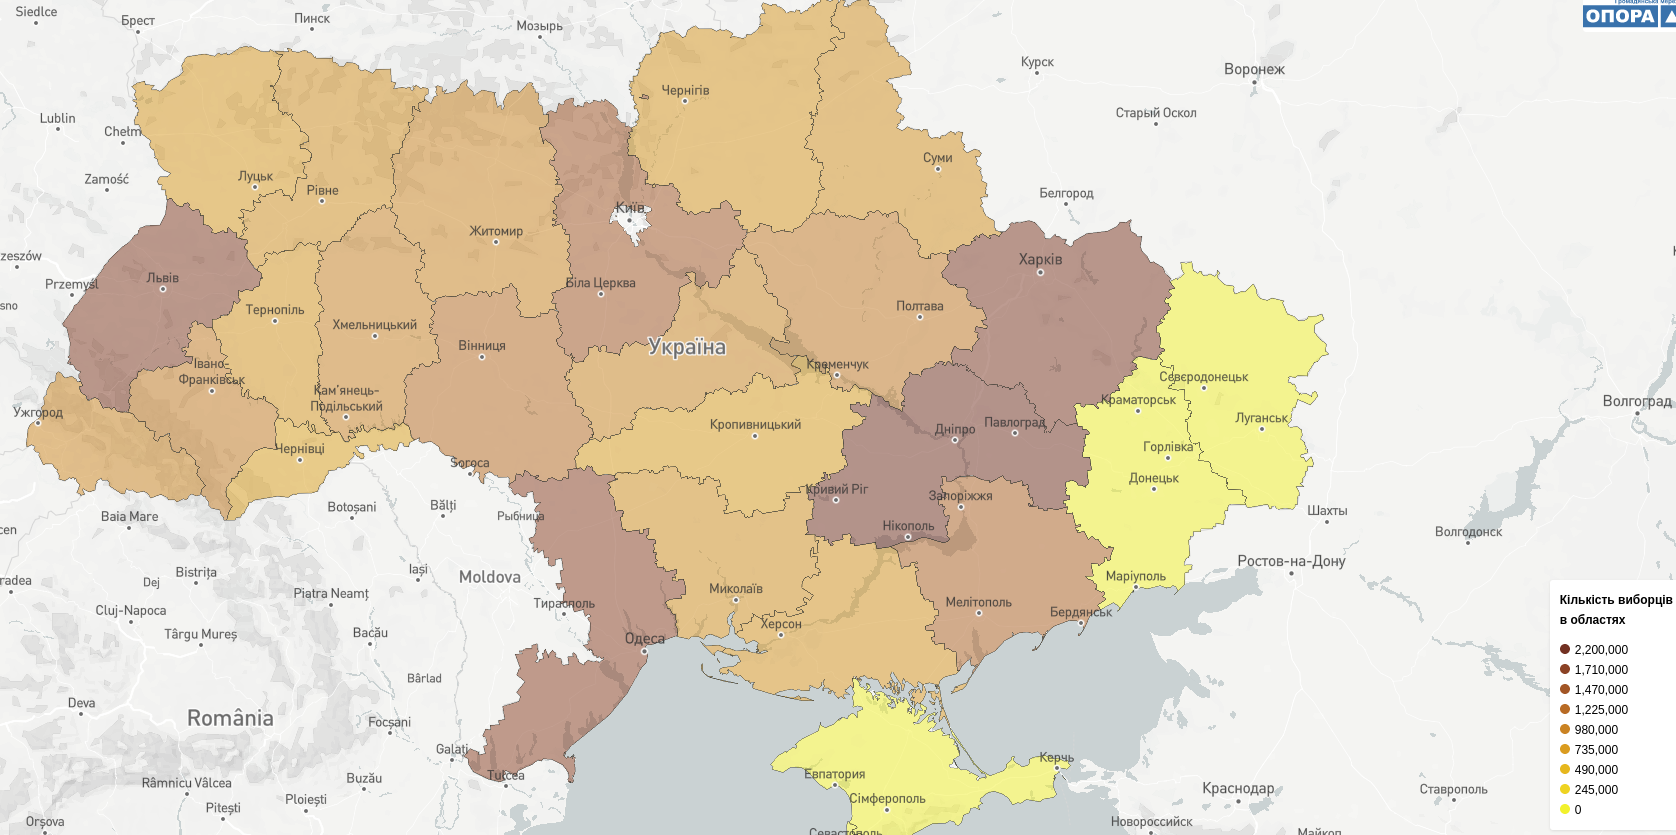 Siedlce
Брест
Пинск
Мозырь
Курск
Воронеж
Громадянська мере
ОПОРА
Старый Оскол
Lublin
Chełm
Zamość
Чернігів
Суми
Белгород
Луцьк
Рівне
Київ
Житомир
zeszów
Przemyśl
sno
Львів
Біла Церква
Харків
Тернопіль
Хмельницький
Полтава
Вінниця
Україна
Івано-
Франківськ
Кременчук
Сєвєродонецьк
Кам'янець-
Подільський
Краматорськ
Ужгород
Волгоград
Луганськ
Кропивницький
Дніпро
Павлоград
Чернівці
Горлівка
Soroca
Донецьк
Кривий Ріг
Запоріжжя
Botoșani
Bălți
Рыбница
Baia Mare
Шахты
Нікополь
Волгодонск
cen
Ростов-на-Дону
Bistrița
Iași
Moldova
Маріуполь
radea
Dej
Piatra Neamț
Миколаїв
Мелітополь
Тирасполь
Бердянськ
Cluj-Napoca
Херсон
Târgu Mureș
Bacău
Одеса
Bârlad
Deva
România
Focșani
Galați
Керчь
Tulcea
Râmnicu Vâlcea
Buzău
Евпатория
Сімферополь
Краснодар
Ставрополь
Pitești
Ploiești
Orșova
Севастополь
Новороссийск
Майкоп
Кількість виборців
в областях
2,200,000
1,710,000
1,470,000
1,225,000
980,000
735,000
490,000
245,000
0